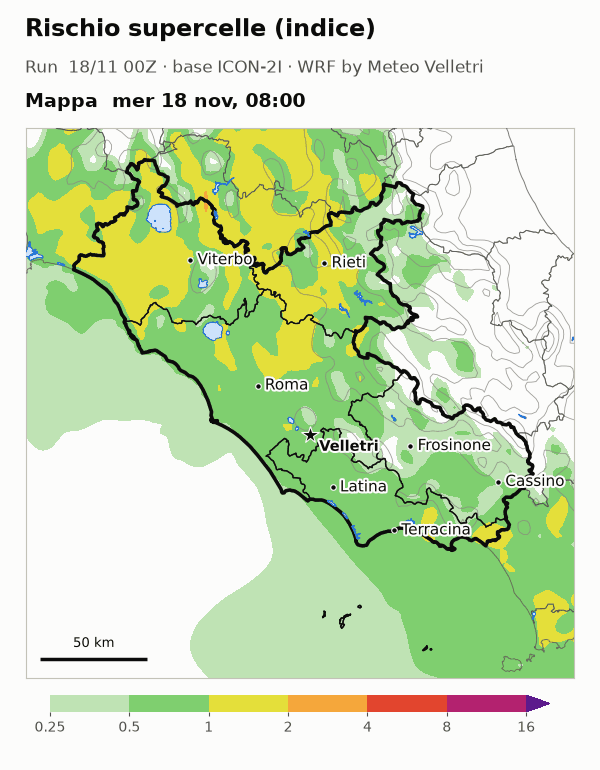 Rischio supercelle (indice)
Run 18/11 00Z · base ICON-2I · WRF by Meteo Velletri
Mappa mer 18 nov, 08:00
Viterbo
Rieti
Roma
Velletri
Frosinone
Cassino
Latina
Terracina
50 km
0.25 0.5 1 2 4 8 16